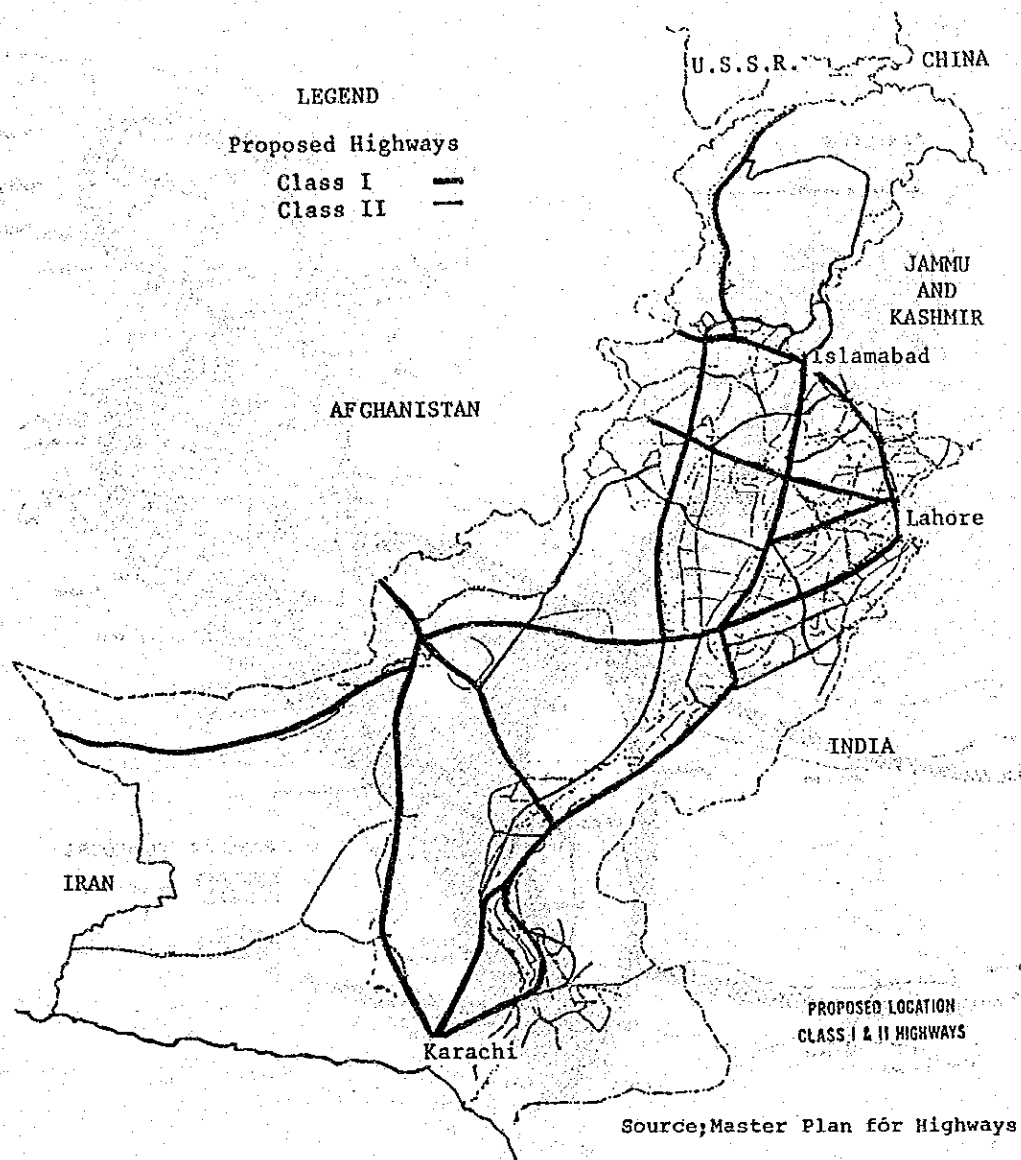 U.S.S.R.
CHINA
LEGEND
Proposed Highways
Class I
Class II
JAMMU
AND
KASHMIR
Islamabad
AFGHANISTAN
Lahore
INDIA
IRAN
PROPOSED LOCATION
CLASS I & II HIGHWAYS
Karachi
Source;Master Plan for Highways